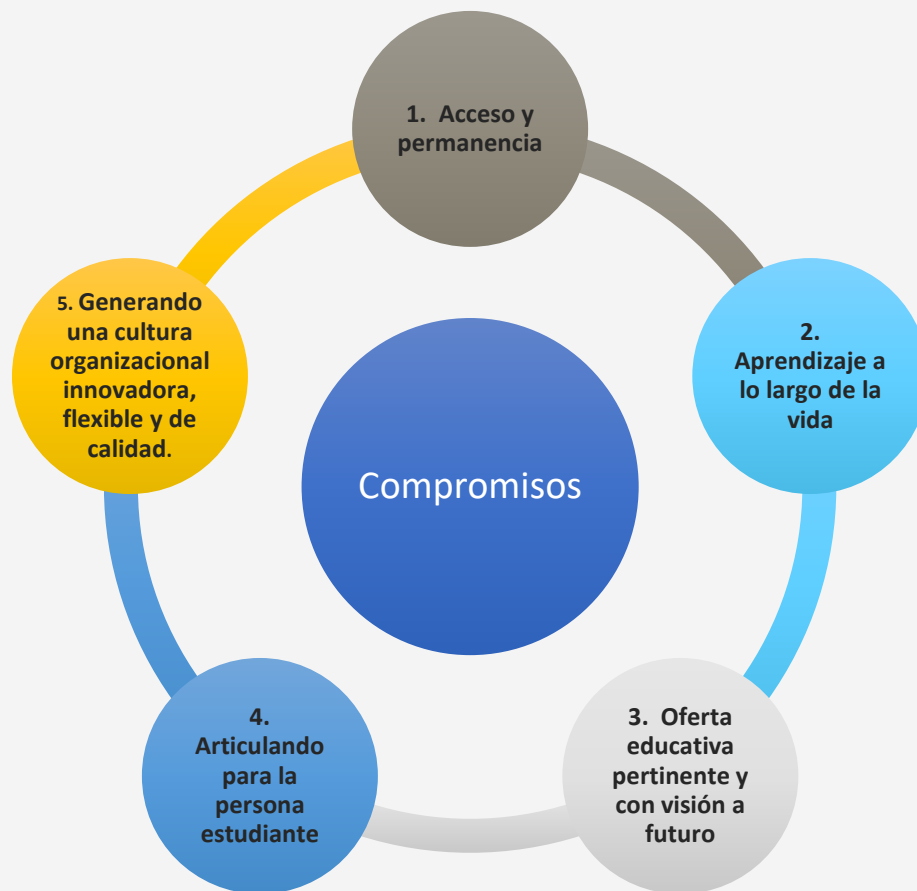 1. Acceso y
permanencia
2.
Aprendizaje a
lo largo de la
vida
3. Oferta
educativa
pertinente y
con visión a
futuro
4.
Articulando
para la
persona
estudiante
5. Generando
una cultura
organizacional
innovadora,
flexible y de
calidad.
Compromisos